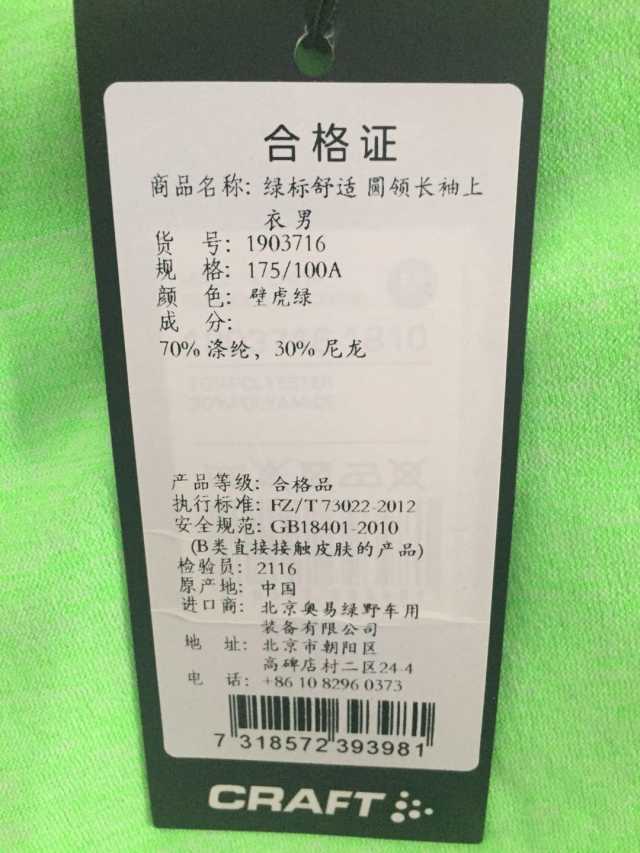 合格证
商品名称: 绿标舒适 圆领长袖上
衣 男
货 号: 1903716
规 格: 175/100A
颜 色: 壁虎绿
成 分:
70% 涤纶、30% 尼龙
产品等级: 合格品
执行标准: FZ/T 73022-2012
安全规范: GB18401-2010
(B类直接接触皮肤的产品)
检验员: 2116
原产地: 中国
进口商: 北京奥易绿野车用
装备有限公司
地 址: 北京市朝阳区
高碑店村二区24-4
电 话: +86 10 8296 0373
7 318572 393981
CRAFT